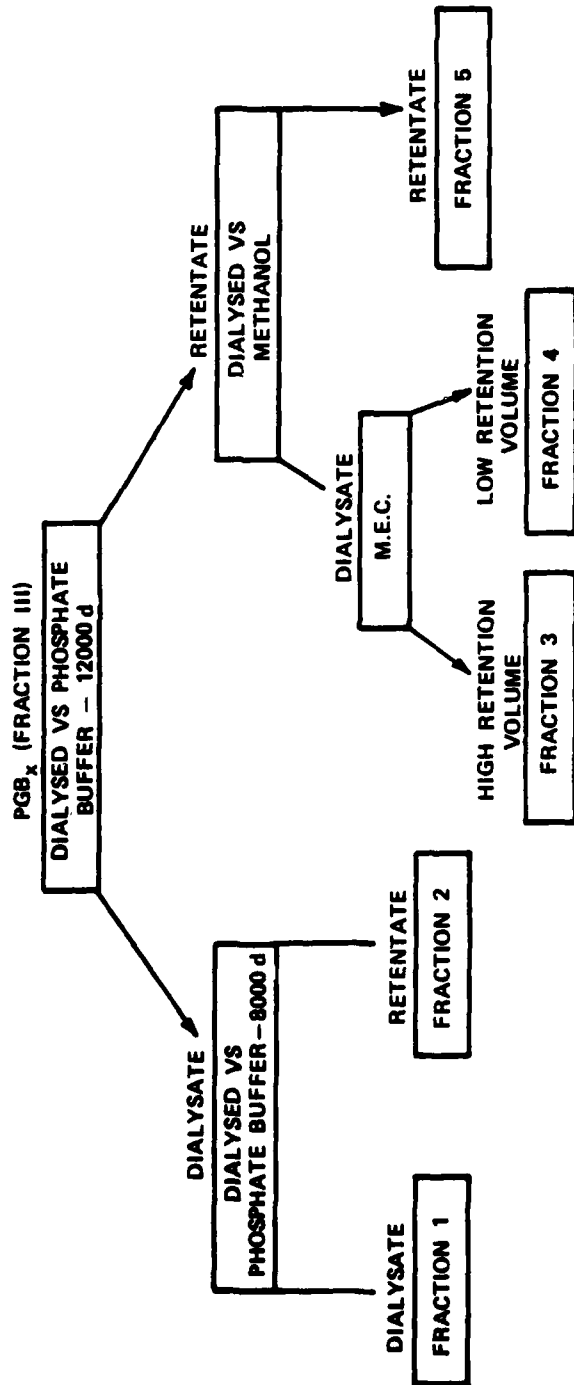 PGBx (FRACTION III)
DIALYSED VS PHOSPHATE
BUFFER – 12000 d
DIALYSATE
DIALYSED VS
PHOSPHATE BUFFER–8000 d
RETENTATE
DIALYSED VS
METHANOL
DIALYSATE
FRACTION 1
RETENTATE
FRACTION 2
DIALYSATE
M.E.C.
HIGH RETENTION
VOLUME
FRACTION 3
LOW RETENTION
VOLUME
FRACTION 4
RETENTATE
FRACTION 5